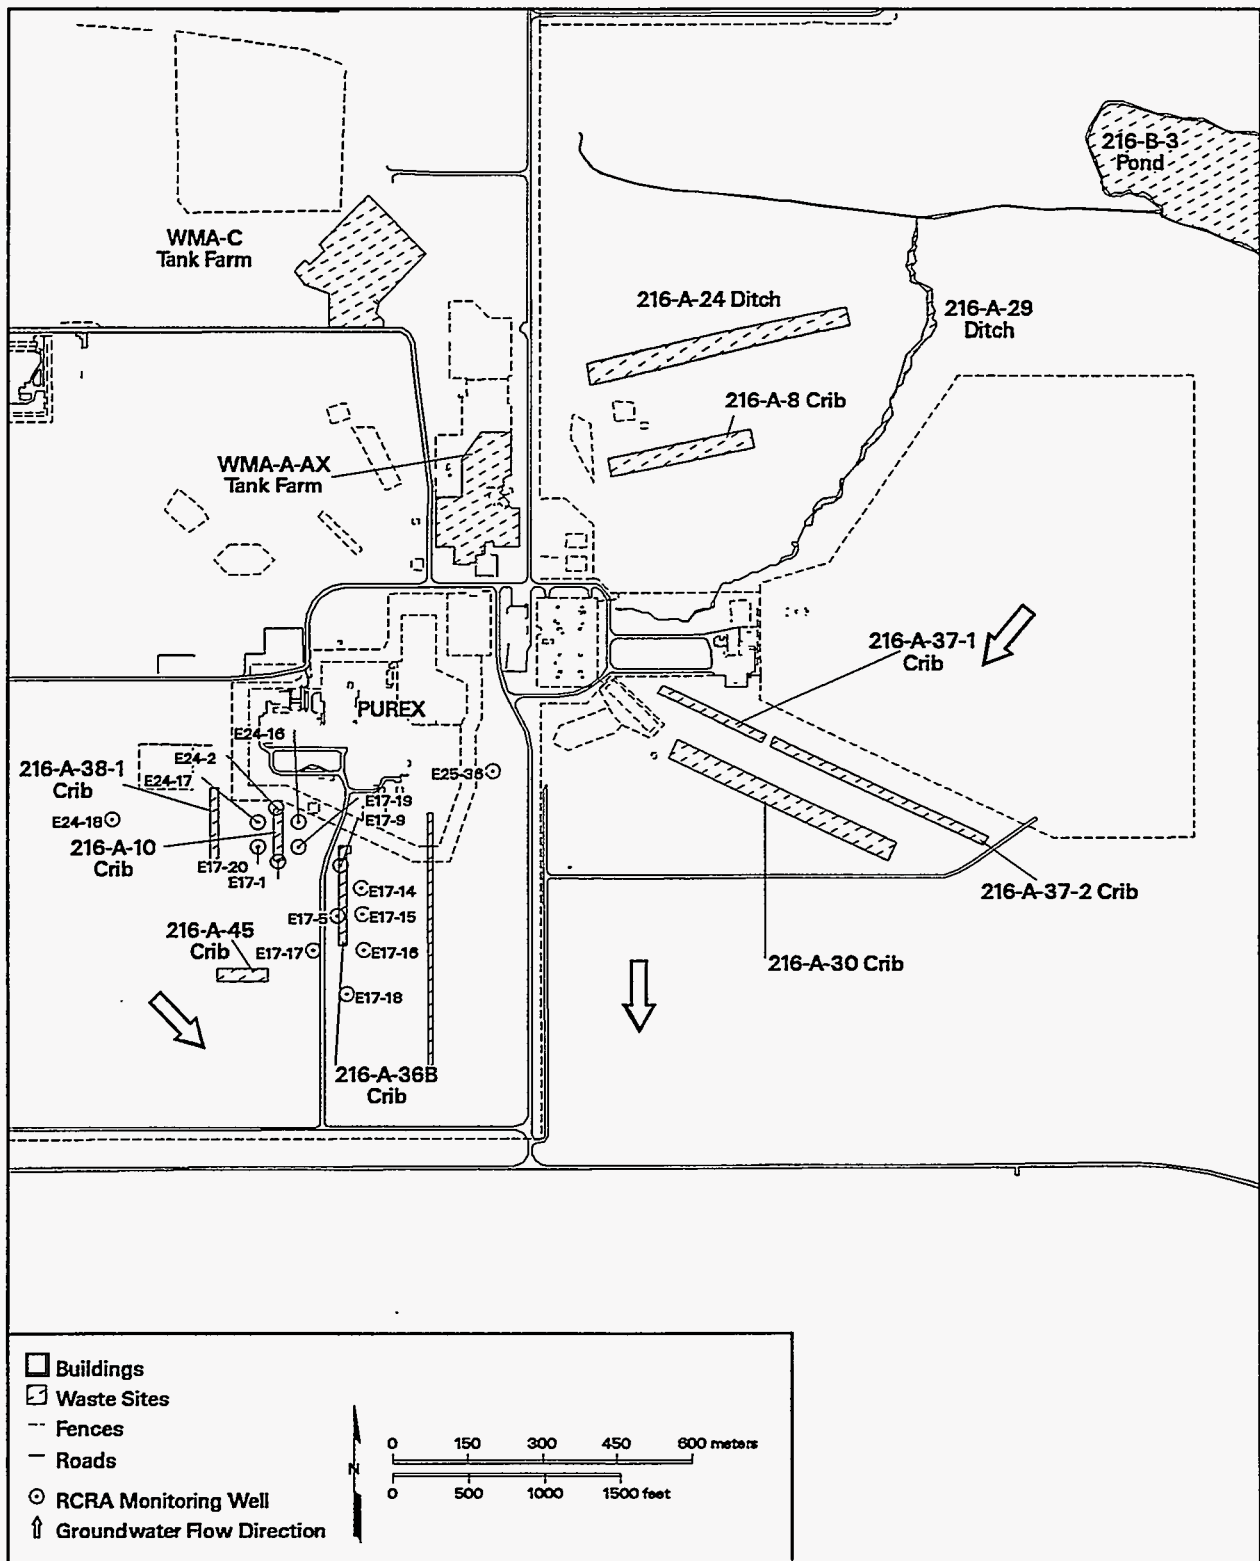 216-B-3
Pond
WMA-C
Tank Farm
216-A-24 Ditch
216-A-29
Ditch
216-A-8 Crib
WMA-A-AX
Tank Farm
216-A-37-1
Crib
PUREX
E24-16
216-A-38-1
Crib
E24-2
E24-17
E25-36
E24-18
E17-19
E17-9
216-A-10
Crib
E17-20
E17-1
E17-14
216-A-37-2 Crib
E17-5
E17-15
216-A-45
Crib
E17-17
E17-16
216-A-30 Crib
E17-18
216-A-36B
Crib
Buildings
Waste Sites
Fences
Roads
RCRA Monitoring Well
Groundwater Flow Direction
N
0 150 300 450 600 meters
0 500 1000 1500 feet